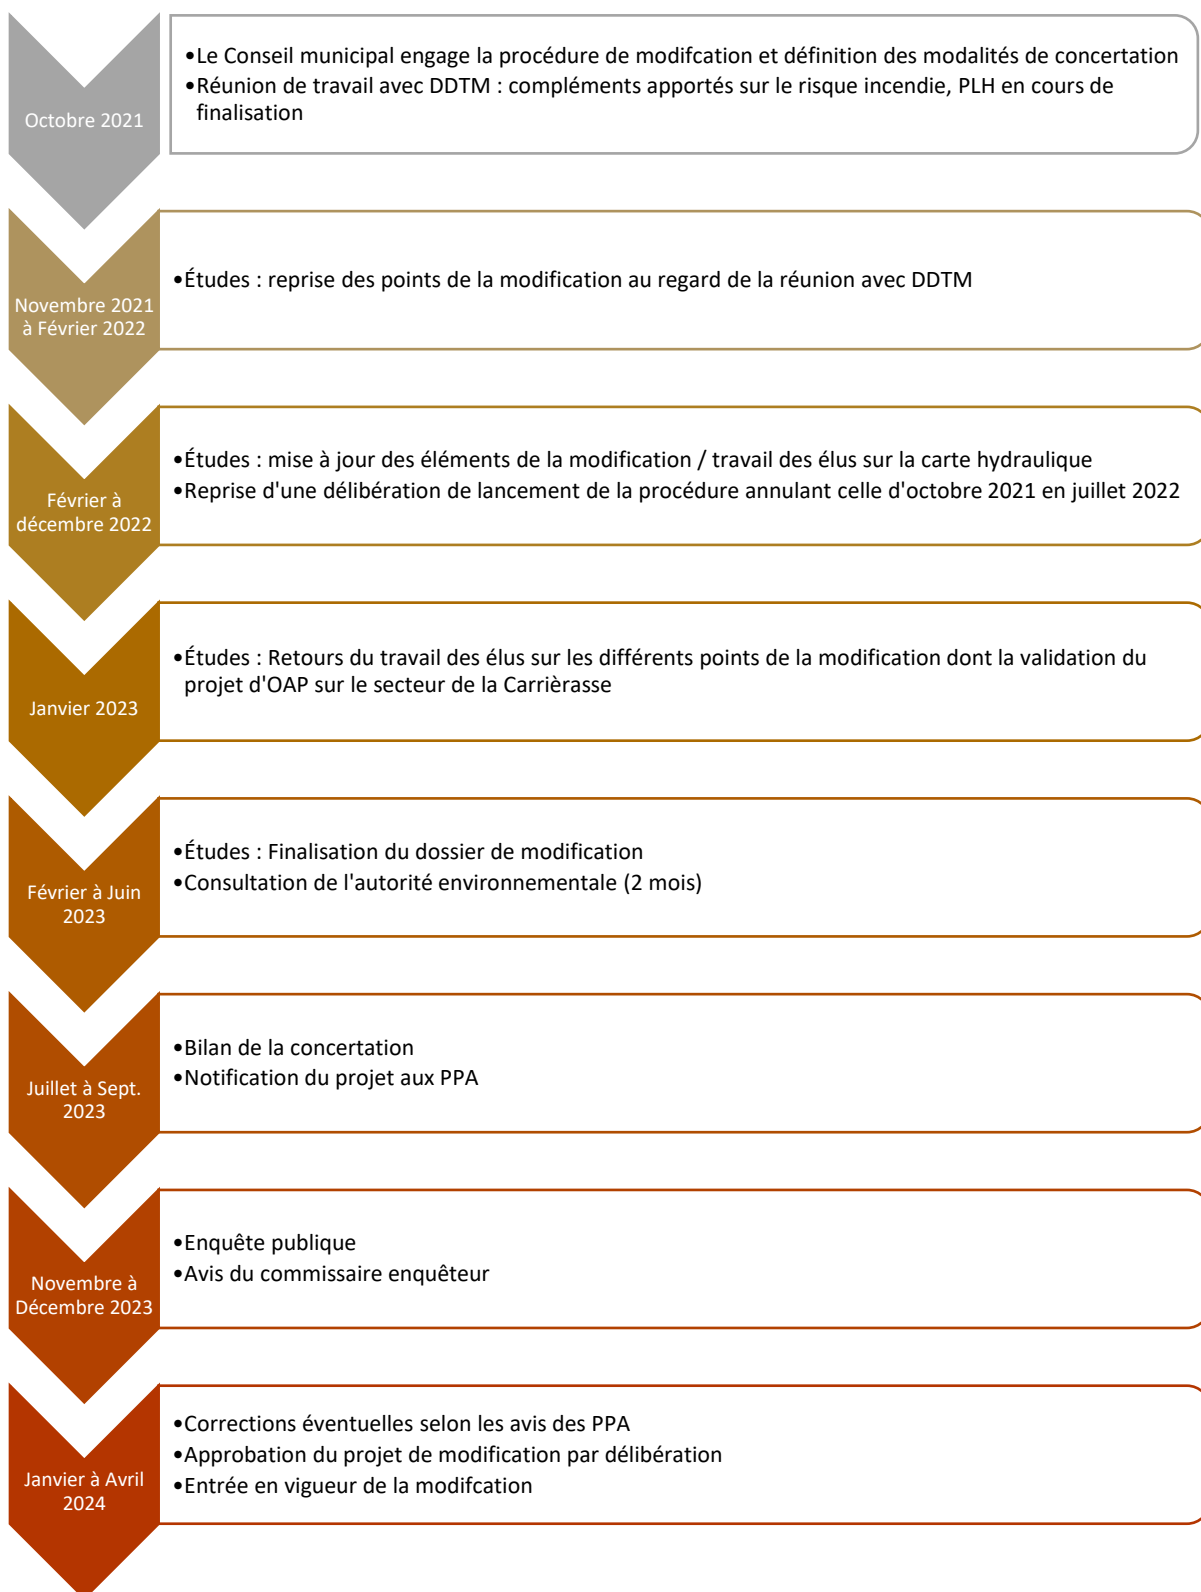 Octobre 2021
•Le Conseil municipal engage la procédure de modifcation et définition des modalités de concertation
•Réunion de travail avec DDTM : compléments apportés sur le risque incendie, PLH en cours de
finalisation
Novembre 2021
à Février 2022
•Études : reprise des points de la modification au regard de la réunion avec DDTM
Février à
décembre 2022
•Études : mise à jour des éléments de la modification / travail des élus sur la carte hydraulique
•Reprise d'une délibération de lancement de la procédure annulant celle d'octobre 2021 en juillet 2022
Janvier 2023
•Études : Retours du travail des élus sur les différents points de la modification dont la validation du
projet d'OAP sur le secteur de la Carrièrasse
Février à Juin
2023
•Études : Finalisation du dossier de modification
•Consultation de l'autorité environnementale (2 mois)
Juillet à Sept.
2023
•Bilan de la concertation
•Notification du projet aux PPA
Novembre à
Décembre 2023
•Enquête publique
•Avis du commissaire enquêteur
Janvier à Avril
2024
•Corrections éventuelles selon les avis des PPA
•Approbation du projet de modification par délibération
•Entrée en vigueur de la modifcation